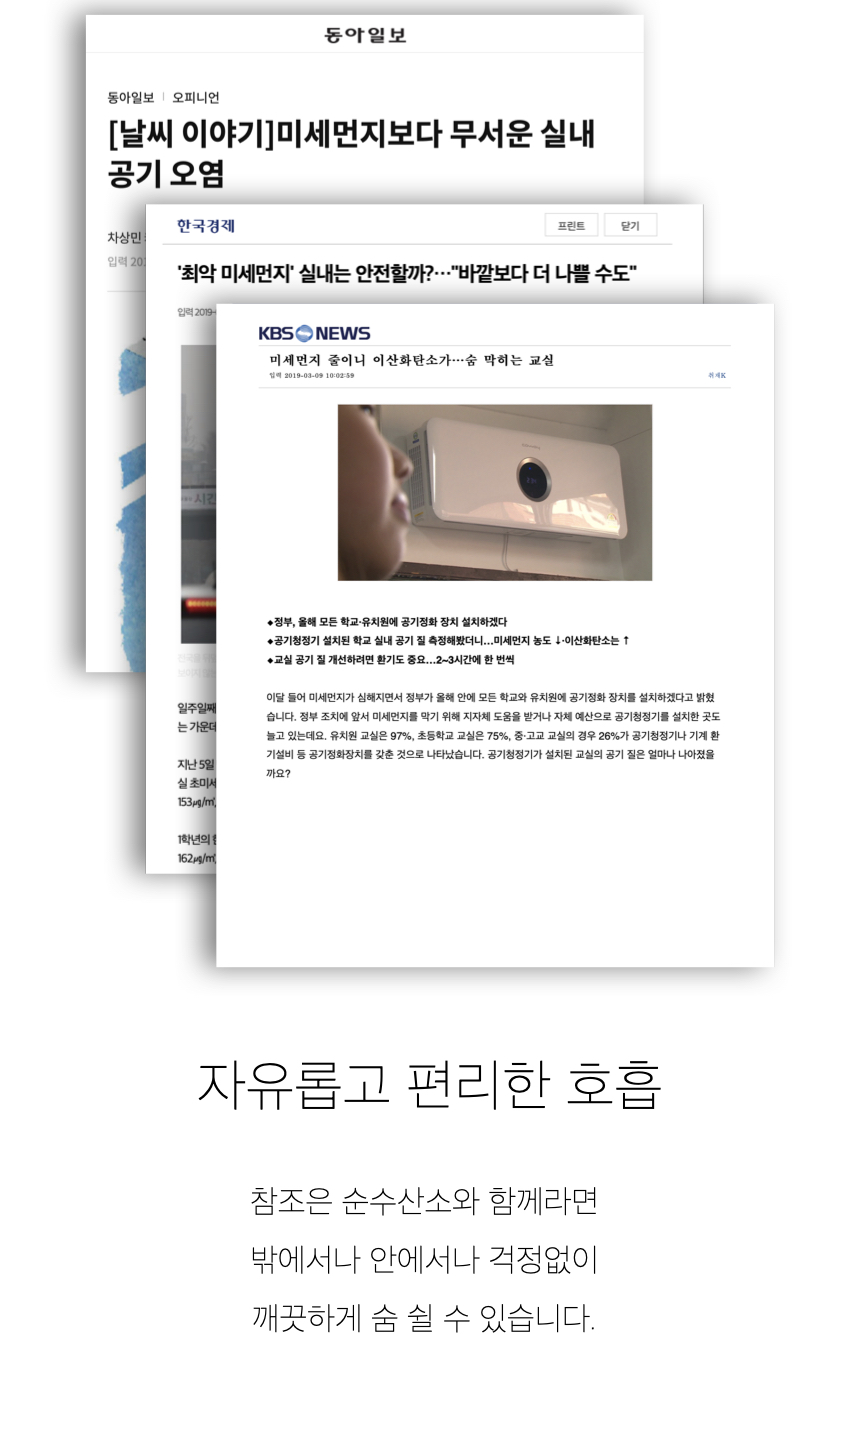 동아일보
동아일보 | 오피니언
[날씨 이야기]미세먼지보다 무서운 실내
공기 오염
차상민
입력 201
한국경제
프린트
닫기
'최악 미세먼지' 실내는 안전할까?…"바깥보다 더 나쁠 수도"
입력 2019-
시간
일주일째
는 가운데
지난 5일
실 초미세
153㎍/㎥,
1학년의 한
162㎍/㎥,
KBS NEWS
미세먼지 줄이니 이산화탄소가…숨 막히는 교실
입력 2019-03-09 10:02:59
취재K
◆정부, 올해 모든 학교·유치원에 공기정화 장치 설치하겠다
◆공기청정기 설치된 학교 실내 공기 질 측정해봤더니...미세먼지 농도 ↓·이산화탄소는 ↑
◆교실 공기 질 개선하려면 환기도 중요...2~3시간에 한 번씩
이달 들어 미세먼지가 심해지면서 정부가 올해 안에 모든 학교와 유치원에 공기정화 장치를 설치하겠다고 밝혔
습니다. 정부 조치에 앞서 미세먼지를 막기 위해 지자체 도움을 받거나 자체 예산으로 공기청정기를 설치한 곳도
늘고 있는데요. 유치원 교실은 97%, 초등학교 교실은 75%, 중·고교 교실의 경우 26%가 공기청정기나 기계 환
기설비 등 공기정화장치를 갖춘 것으로 나타났습니다. 공기청정기가 설치된 교실의 공기 질은 얼마나 나아졌을
까요?
자유롭고 편리한 호흡
참조은 순수산소와 함께라면
밖에서나 안에서나 걱정없이
깨끗하게 숨 쉴 수 있습니다.